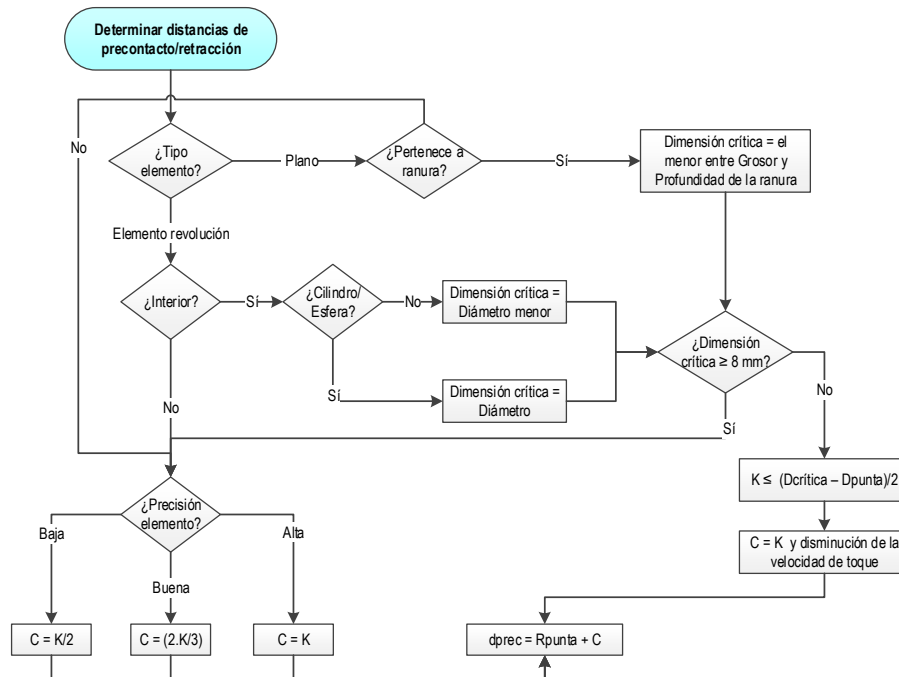 Determinar distancias de
precontacto/retracción
No
¿Tipo
elemento?
Plano
¿Pertenece a
ranura?
Sí
Dimensión crítica = el
menor entre Grosor y
Profundidad de la ranura
Elemento revolución
¿Interior?
Sí
¿Cilindro/
Esfera?
No
Dimensión crítica =
Diámetro menor
¿Dimensión
crítica ≥ 8 mm?
Sí
Dimensión crítica =
Diámetro
No
No
Sí
K ≤ (Dcrítica – Dpunta)/2
¿Precisión
elemento?
Baja
Alta
Buena
C = K y disminución de la
velocidad de toque
C = K/2
C = (2.K/3)
C = K
dprec = Rpunta + C